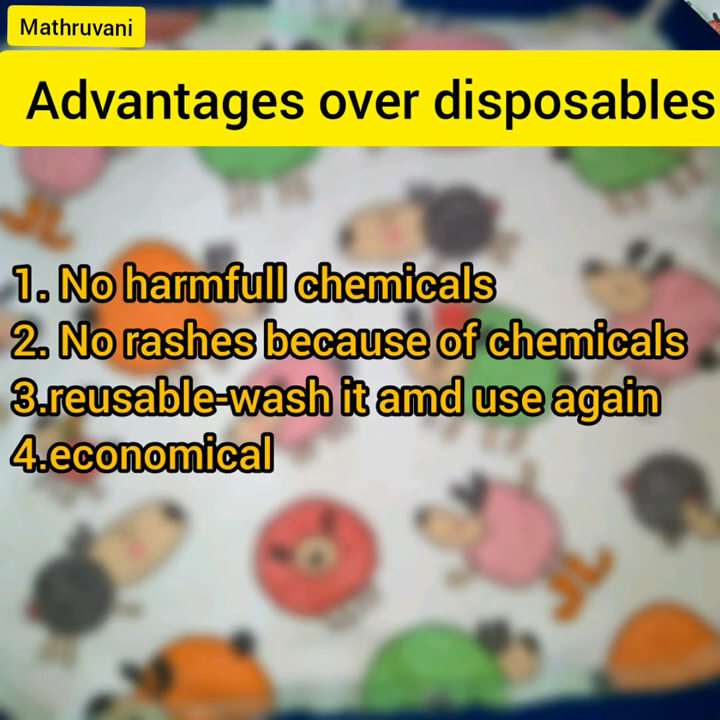 Mathruvani
Advantages over disposables
1. No harmfull chemicals
2. No rashes because of chemicals
3.reusable-wash it amd use again
4.economical